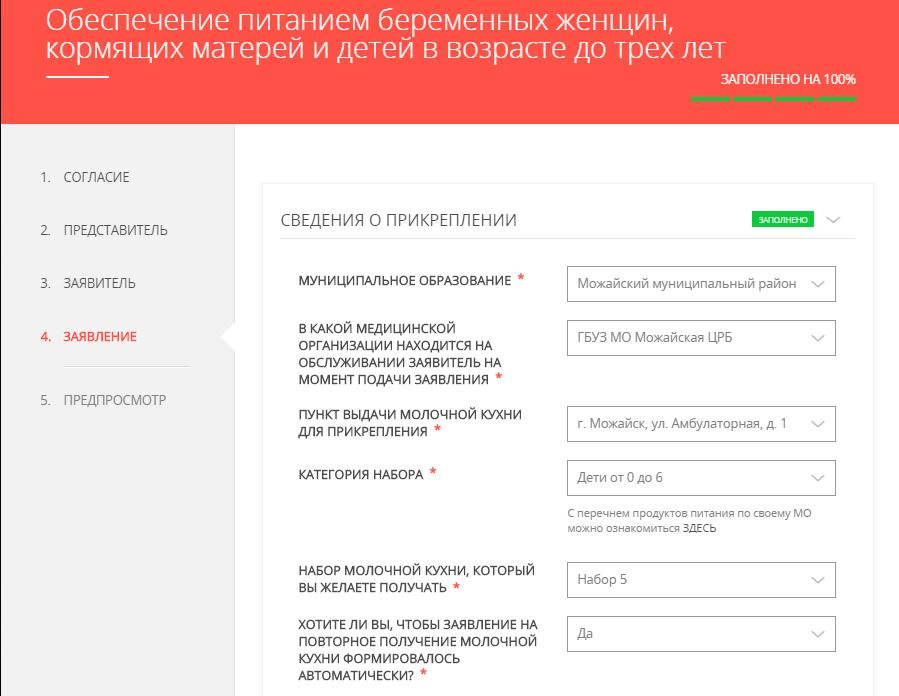 Обеспечение питанием беременных женщин,
кормящих матерей и детей в возрасте до трех лет
ЗАПОЛНЕНО НА 100%
1. СОГЛАСИЕ
2. ПРЕДСТАВИТЕЛЬ
3. ЗАЯВИТЕЛЬ
4. ЗАЯВЛЕНИЕ
5. ПРЕДПРОСМОТР
СВЕДЕНИЯ О ПРИКРЕПЛЕНИИ
ЗАПОЛНЕНО
МУНИЦИПАЛЬНОЕ ОБРАЗОВАНИЕ *
Можайский муниципальный район
В КАКОЙ МЕДИЦИНСКОЙ
ОРГАНИЗАЦИИ НАХОДИТСЯ НА
ОБСЛУЖИВАНИИ ЗАЯВИТЕЛЬ НА
МОМЕНТ ПОДАЧИ ЗАЯВЛЕНИЯ *
ГБУЗ МО Можайская ЦРБ
ПУНКТ ВЫДАЧИ МОЛОЧНОЙ КУХНИ
ДЛЯ ПРИКРЕПЛЕНИЯ *
г. Можайск, ул. Амбулаторная, д. 1
КАТЕГОРИЯ НАБОРА *
Дети от 0 до 6
С перечнем продуктов питания по своему МО
можно ознакомиться ЗДЕСЬ
НАБОР МОЛОЧНОЙ КУХНИ, КОТОРЫЙ
ВЫ ЖЕЛАЕТЕ ПОЛУЧАТЬ *
Набор 5
ХОТИТЕ ЛИ ВЫ, ЧТОБЫ ЗАЯВЛЕНИЕ НА
ПОВТОРНОЕ ПОЛУЧЕНИЕ МОЛОЧНОЙ
КУХНИ ФОРМИРОВАЛОСЬ
АВТОМАТИЧЕСКИ? *
Да